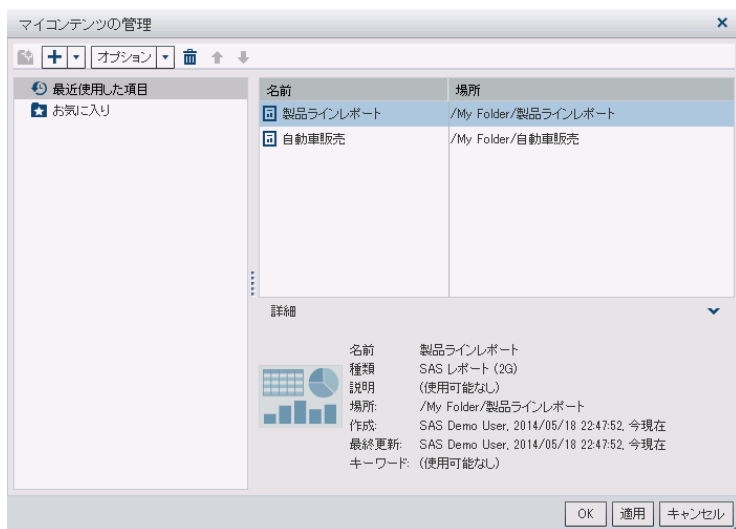 マイコンテンツの管理
オプション
最近使用した項目
お気に入り
名前 場所
製品ラインレポート /My Folder/製品ラインレポート
自動車販売 /My Folder/自動車販売
詳細
名前 製品ラインレポート
種類 SAS レポート (2G)
説明 (使用可能なし)
場所: /My Folder/製品ラインレポート
作成: SAS Demo User, 2014/05/18 22:47:52, 今現在
最終更新: SAS Demo User, 2014/05/18 22:47:52, 今現在
キーワード: (使用可能なし)
OK 適用 キャンセル